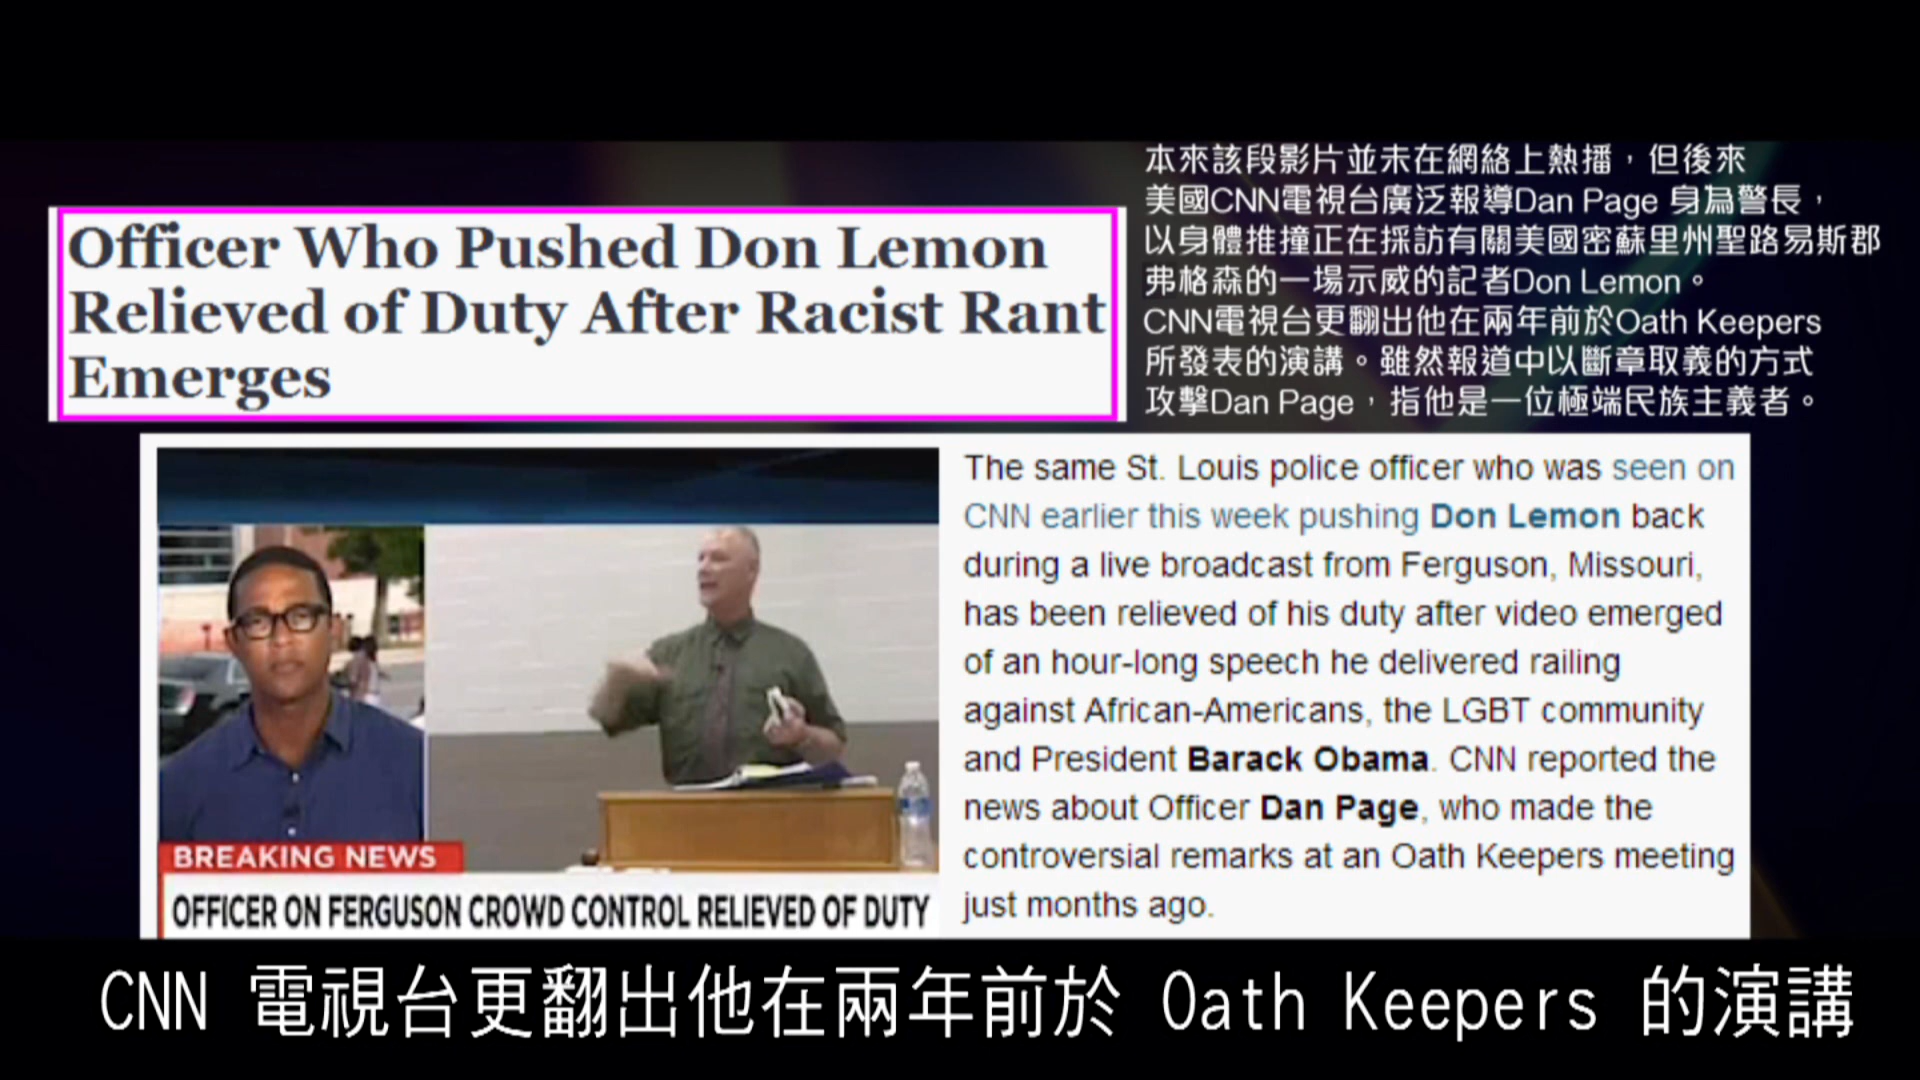 本來該段影片並未在網絡上熱播，但後來
美國CNN電視台廣泛報導Dan Page 身為警長，
以身體推撞正在採訪有關美國密蘇里州聖路易斯郡
弗格森的一場示威的記者Don Lemon。
CNN電視台更翻出他在兩年前於Oath Keepers
所發表的演講。雖然報道中以斷章取義的方式
攻擊Dan Page，指他是一位極端民族主義者。
Officer Who Pushed Don Lemon
Relieved of Duty After Racist Rant
Emerges
The same St. Louis police officer who was seen on
CNN earlier this week pushing Don Lemon back
during a live broadcast from Ferguson, Missouri,
has been relieved of his duty after video emerged
of an hour-long speech he delivered railing
against African-Americans, the LGBT community
and President Barack Obama. CNN reported the
news about Officer Dan Page, who made the
controversial remarks at an Oath Keepers meeting
just months ago.
BREAKING NEWS
OFFICER ON FERGUSON CROWD CONTROL RELIEVED OF DUTY
CNN 電視台更翻出他在兩年前於 Oath Keepers 的演講